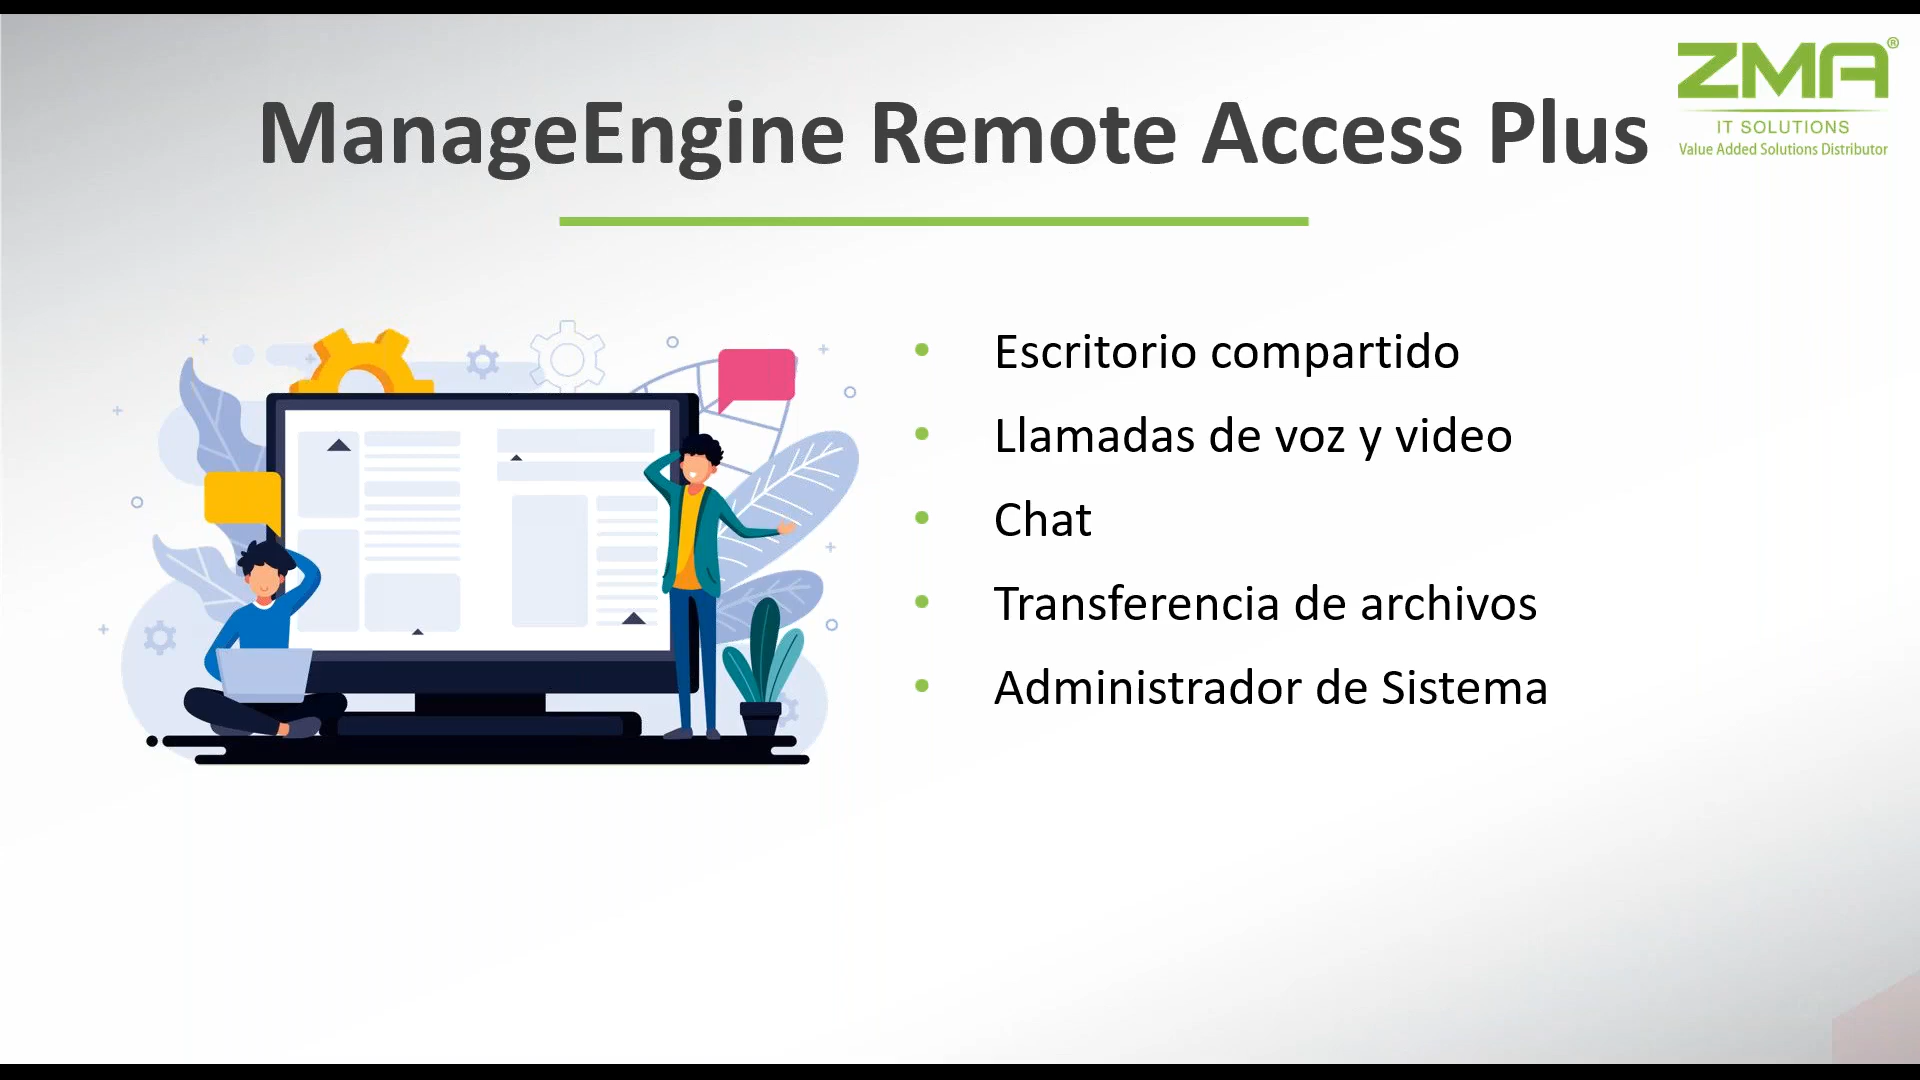 ZMA®
IT SOLUTIONS
Value Added Solutions Distributor
ManageEngine Remote Access Plus
• Escritorio compartido
• Llamadas de voz y video
• Chat
• Transferencia de archivos
• Administrador de Sistema